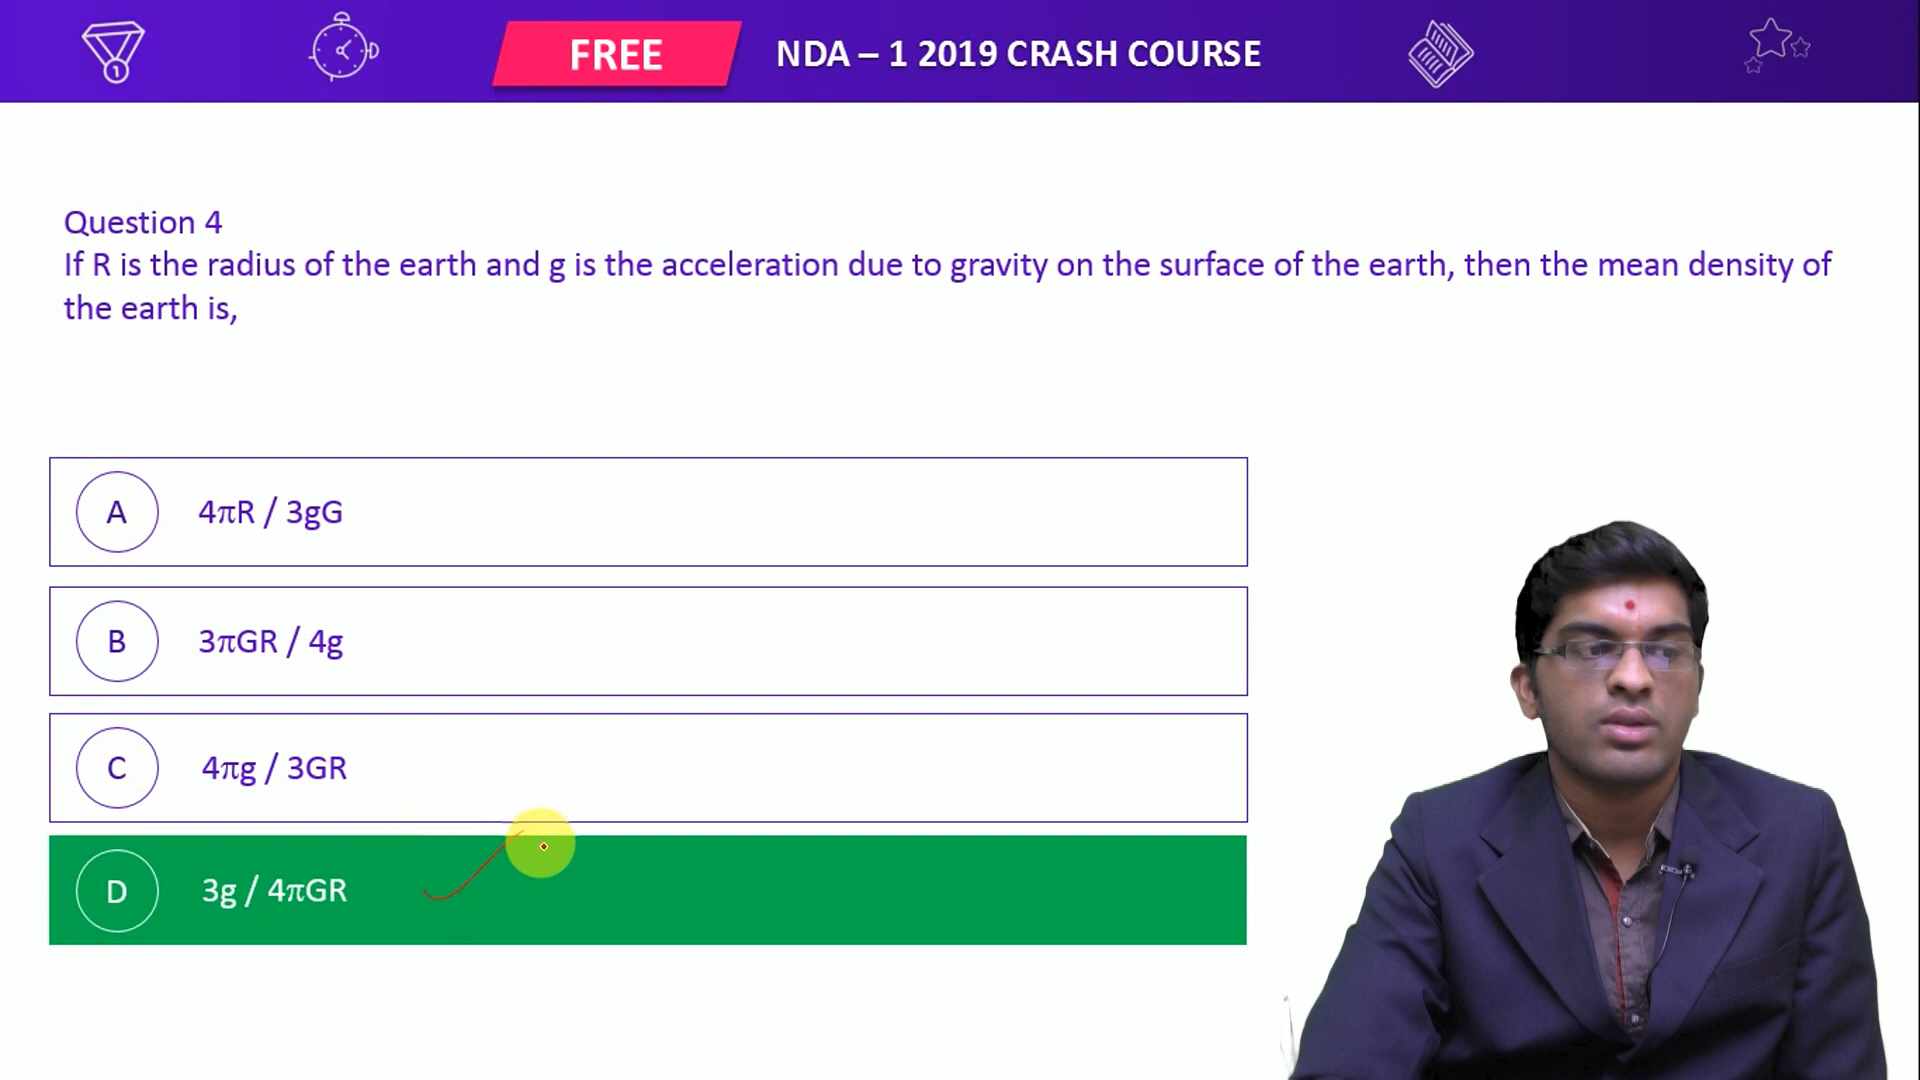 1
FREE
NDA – 1 2019 CRASH COURSE
Question 4
If R is the radius of the earth and g is the acceleration due to gravity on the surface of the earth, then the mean density of
the earth is,
A 4πR / 3gG
B 3πGR / 4g
C 4πg / 3GR
D 3g / 4πGR